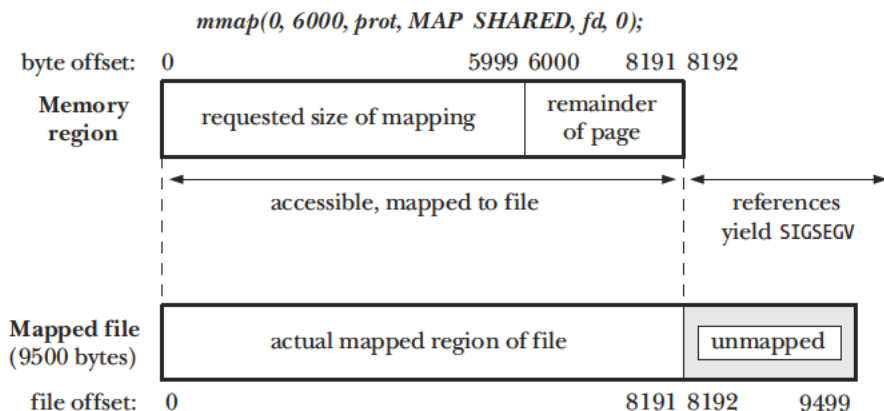 mmap(0, 6000, prot, MAP SHARED, fd, 0);
byte offset: 0 5999 6000 8191 8192
Memory
region
requested size of mapping
remainder
of page
accessible, mapped to file
references
yield SIGSEGV
Mapped file
(9500 bytes)
actual mapped region of file
unmapped
file offset: 0 8191 8192 9499